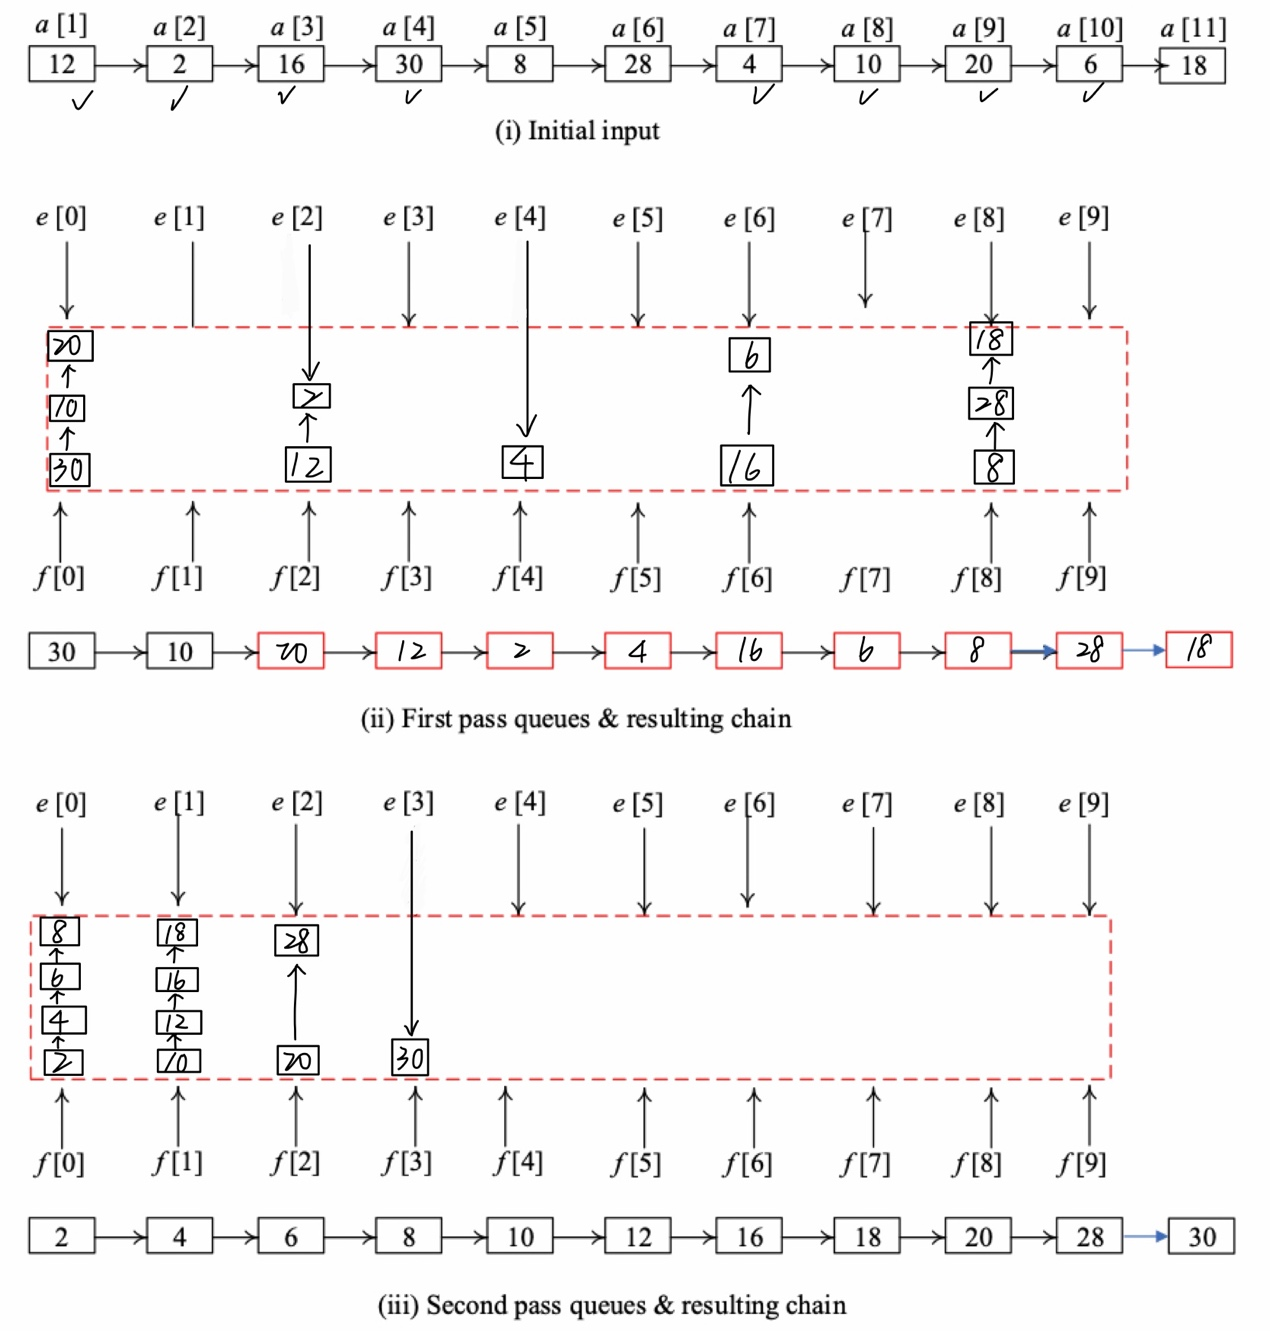 a [1] a [2] a [3] a [4] a [5] a [6] a [7] a [8] a [9] a [10] a [11]
12 2 16 30 8 28 4 10 20 6 18
(i) Initial input
e [0] e [1] e [2] e [3] e [4] e [5] e [6] e [7] e [8] e [9]
20 6 18
10 2 28
30 12 4 16 8
f [0] f [1] f [2] f [3] f [4] f [5] f [6] f [7] f [8] f [9]
30 10 20 12 2 4 16 6 8 28 18
(ii) First pass queues & resulting chain
e [0] e [1] e [2] e [3] e [4] e [5] e [6] e [7] e [8] e [9]
8 18 28
6 16
4 12
2 10 20 30
f [0] f [1] f [2] f [3] f [4] f [5] f [6] f [7] f [8] f [9]
2 4 6 8 10 12 16 18 20 28 30
(iii) Second pass queues & resulting chain